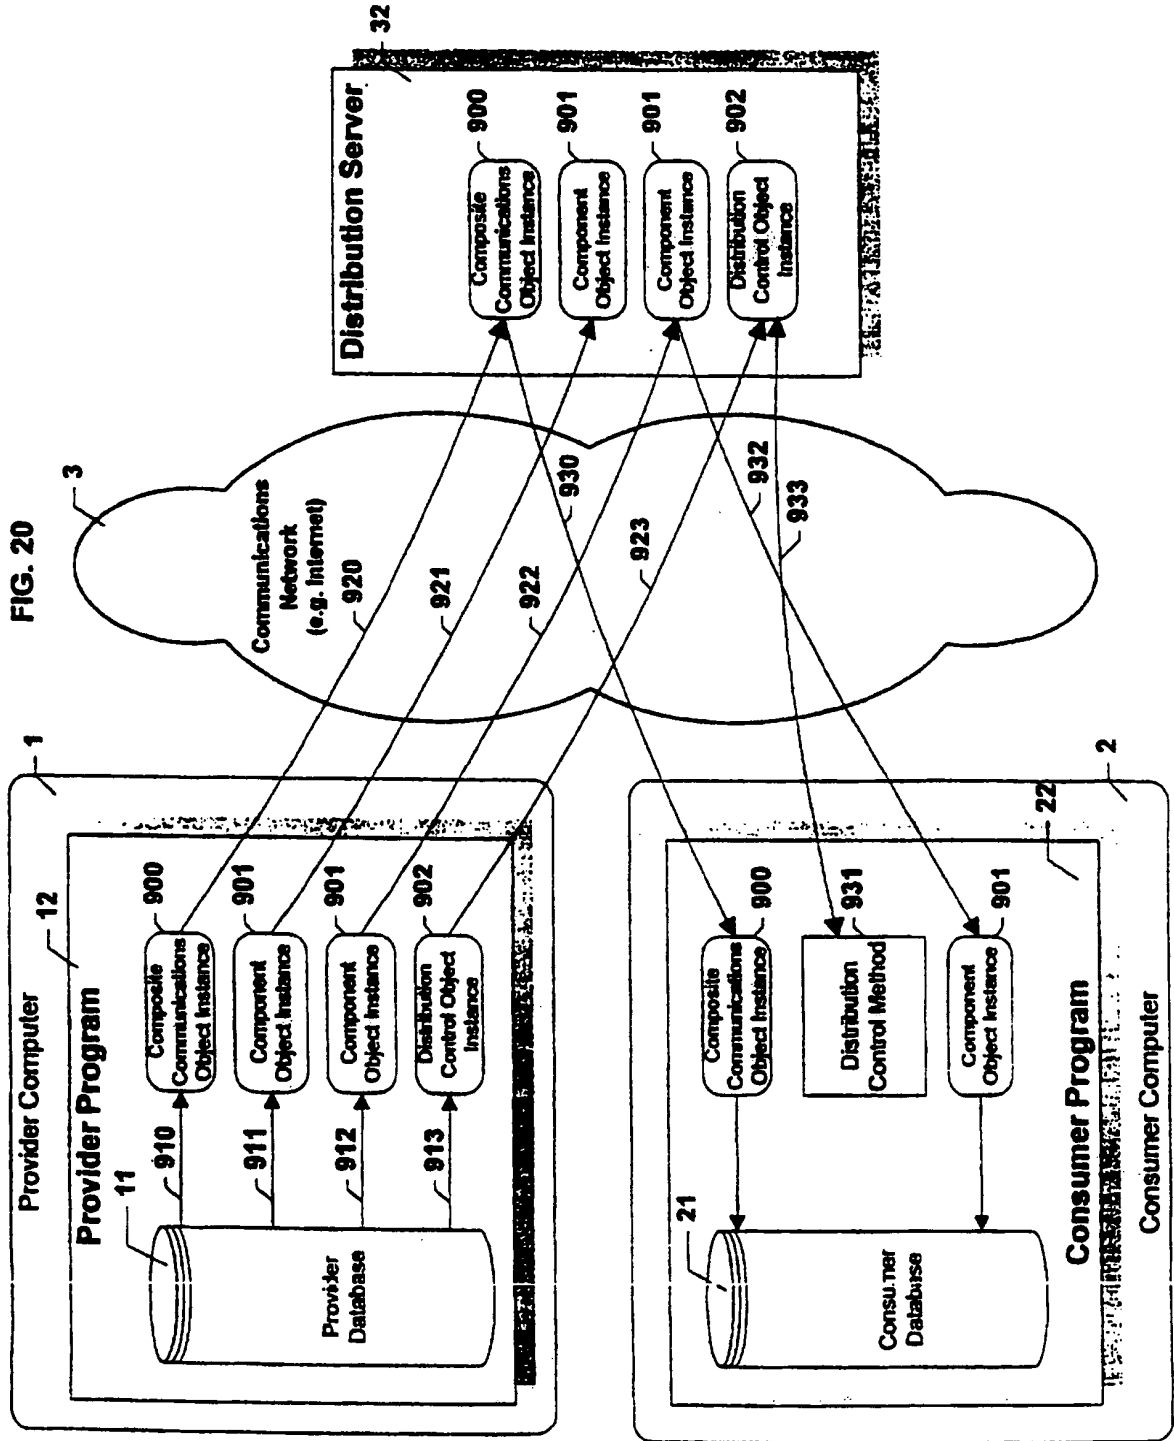 FIG. 20
Provider Computer
1
12
Provider Program
11
Provider
Database
910
911
912
913
Composite
Communications
Object Instance
900
Component
Object Instance
901
Component
Object Instance
901
Distribution
Control Object
Instance
902
3
Communications
Network
(e.g. Internet)
920
921
922
923
930
932
933
Distribution Server
32
Composite
Communications
Object Instance
900
Component
Object Instance
901
Component
Object Instance
901
Distribution
Control Object
Instance
902
21
Consumer
Database
Composite
Communications
Object Instance
900
Distribution
Control Method
931
Component
Object Instance
901
22
2
Consumer Program
Consumer Computer